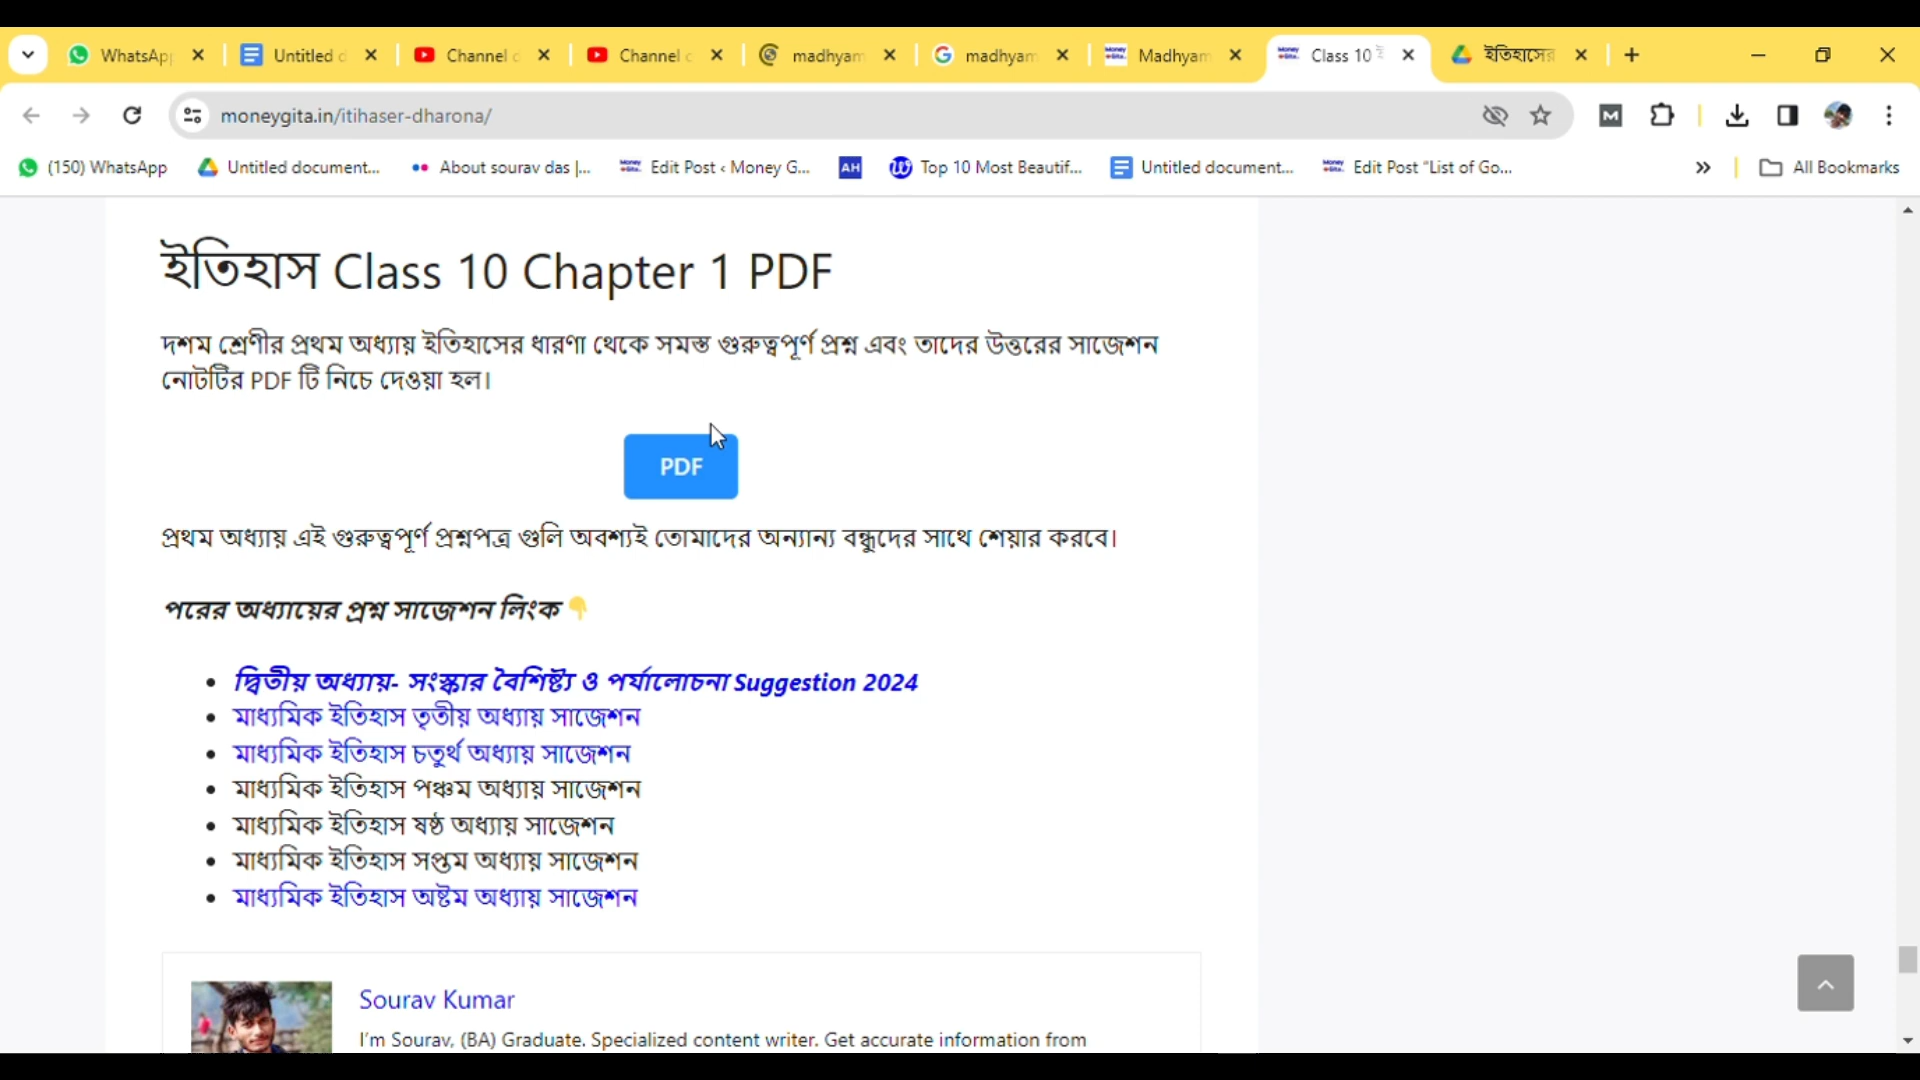 WhatsApp
Untitled d
Channel c
Channel c
madhyam
madhyam
Madhyam
Class 10 ই
ইতিহাসের
moneygita.in/itihaser-dharona/
(150) WhatsApp
Untitled document...
About sourav das |...
Edit Post ‹ Money G...
AH
Top 10 Most Beautif...
Untitled document...
Edit Post "List of Go...
All Bookmarks
ইতিহাস Class 10 Chapter 1 PDF
দশম শ্রেণীর প্রথম অধ্যায় ইতিহাসের ধারণা থেকে সমস্ত গুরুত্বপূর্ণ প্রশ্ন এবং তাদের উত্তরের সাজেশন
নোটটির PDF টি নিচে দেওয়া হল।
PDF
প্রথম অধ্যায় এই গুরুত্বপূর্ণ প্রশ্নপত্র গুলি অবশ্যই তোমাদের অন্যান্য বন্ধুদের সাথে শেয়ার করবে।
পরের অধ্যায়ের প্রশ্ন সাজেশন লিংক👇
দ্বিতীয় অধ্যায়- সংস্কার বৈশিষ্ট্য ও পর্যালোচনা Suggestion 2024
মাধ্যমিক ইতিহাস তৃতীয় অধ্যায় সাজেশন
মাধ্যমিক ইতিহাস চতুর্থ অধ্যায় সাজেশন
মাধ্যমিক ইতিহাস পঞ্চম অধ্যায় সাজেশন
মাধ্যমিক ইতিহাস ষষ্ঠ অধ্যায় সাজেশন
মাধ্যমিক ইতিহাস সপ্তম অধ্যায় সাজেশন
মাধ্যমিক ইতিহাস অষ্টম অধ্যায় সাজেশন
Sourav Kumar
I'm Sourav, (BA) Graduate. Specialized content writer. Get accurate information from